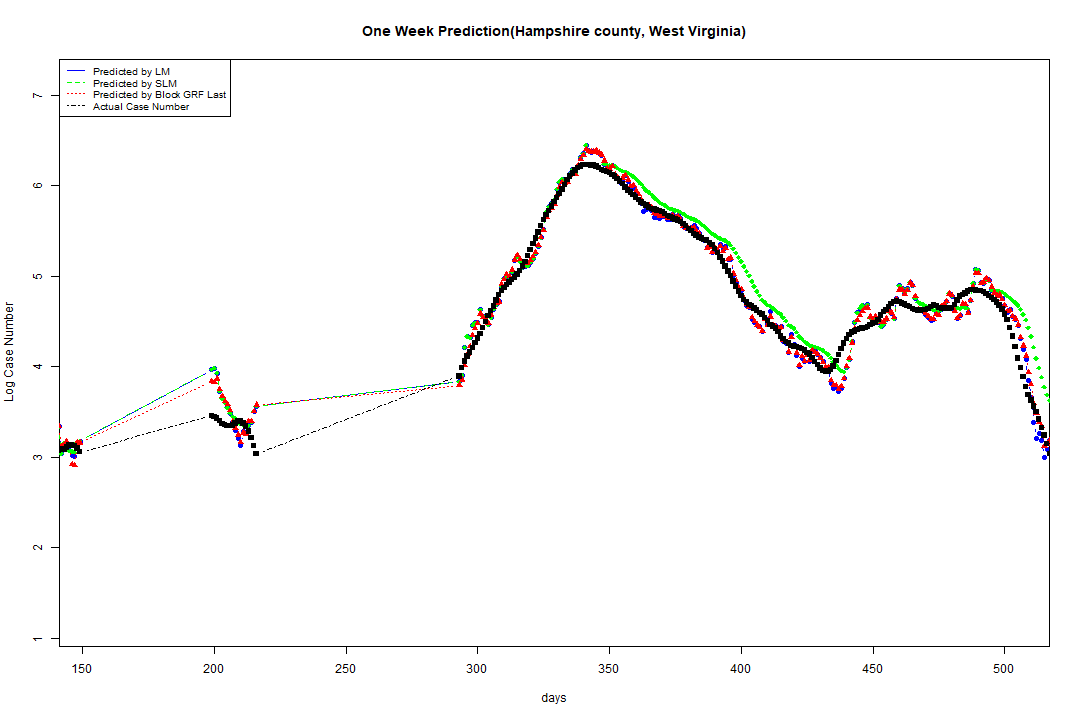 One Week Prediction(Hampshire county, West Virginia)
Predicted by LM
Predicted by SLM
Predicted by Block GRF Last
Actual Case Number
7
6
5
4
3
2
1
Log Case Number
150 200 250 300 350 400 450 500
days